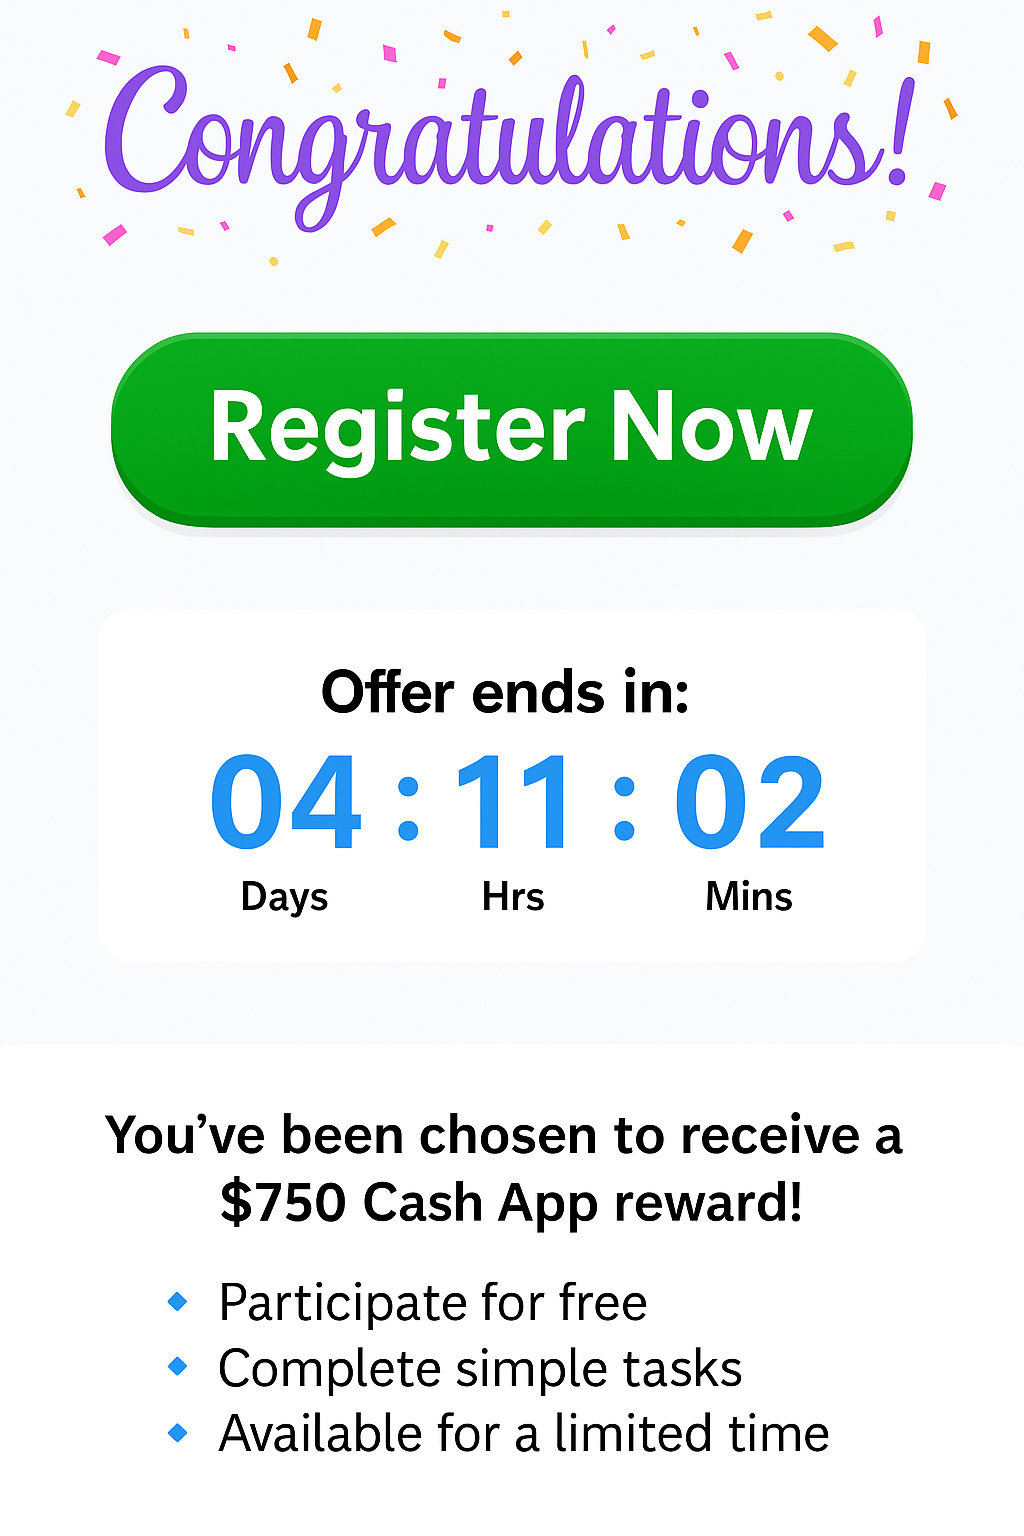 Congratulations!
Register Now
Offer ends in:
04 : 11 : 02
Days Hrs Mins
You’ve been chosen to receive a
$750 Cash App reward!
Participate for free
Complete simple tasks
Available for a limited time